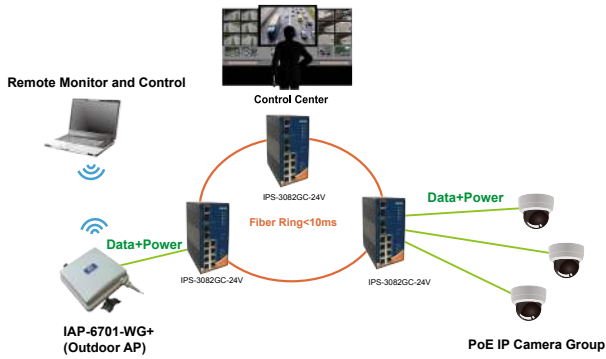 Remote Monitor and Control
Control Center
IPS-3082GC-24V
Data+Power
Fiber Ring<10ms
Data+Power
IPS-3082GC-24V
IPS-3082GC-24V
IAP-6701-WG+
(Outdoor AP)
PoE IP Camera Group